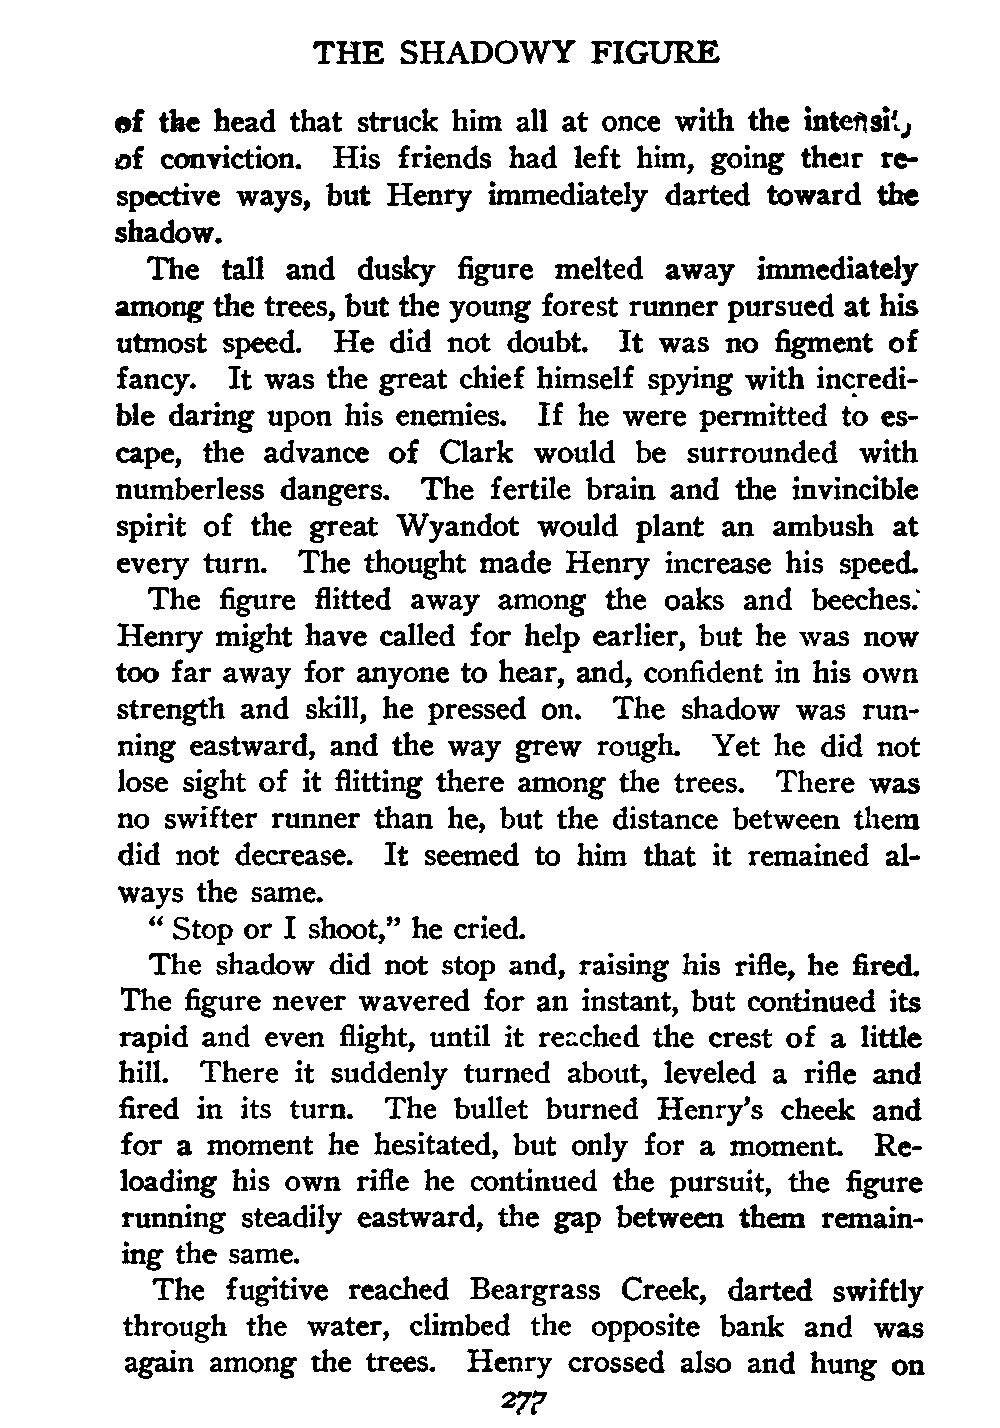 THE SHADOWY FIGURE
of the head that struck him all at once with the intensity
of conviction. His friends had left him, going their re-
spective ways, but Henry immediately darted toward the
shadow.
The tall and dusky figure melted away immediately
among the trees, but the young forest runner pursued at his
utmost speed. He did not doubt. It was no figment of
fancy. It was the great chief himself spying with incredi-
ble daring upon his enemies. If he were permitted to es-
cape, the advance of Clark would be surrounded with
numberless dangers. The fertile brain and the invincible
spirit of the great Wyandot would plant an ambush at
every turn. The thought made Henry increase his speed.
The figure flitted away among the oaks and beeches.
Henry might have called for help earlier, but he was now
too far away for anyone to hear, and, confident in his own
strength and skill, he pressed on. The shadow was run-
ning eastward, and the way grew rough. Yet he did not
lose sight of it flitting there among the trees. There was
no swifter runner than he, but the distance between them
did not decrease. It seemed to him that it remained al-
ways the same.
“ Stop or I shoot,” he cried.
The shadow did not stop and, raising his rifle, he fired.
The figure never wavered for an instant, but continued its
rapid and even flight, until it reached the crest of a little
hill. There it suddenly turned about, leveled a rifle and
fired in its turn. The bullet burned Henry’s cheek and
for a moment he hesitated, but only for a moment. Re-
loading his own rifle he continued the pursuit, the figure
running steadily eastward, the gap between them remain-
ing the same.
The fugitive reached Beargrass Creek, darted swiftly
through the water, climbed the opposite bank and was
again among the trees. Henry crossed also and hung on
277